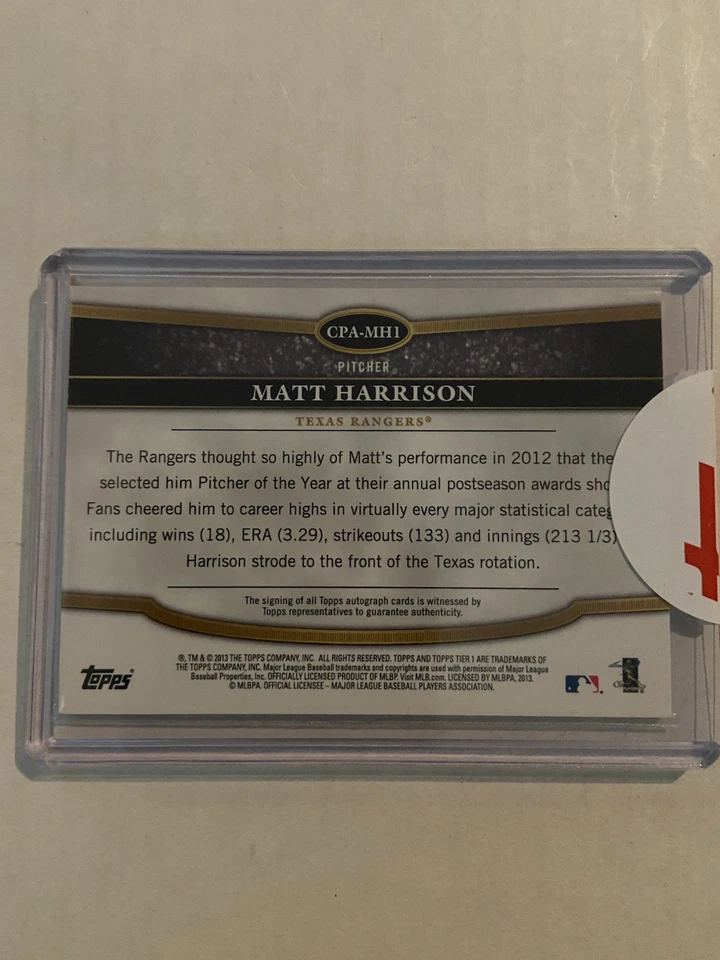 CPA-MH1
PITCHER
MATT HARRISON
TEXAS RANGERS®
The Rangers thought so highly of Matt's performance in 2012 that the
selected him Pitcher of the Year at their annual postseason awards sho
Fans cheered him to career highs in virtually every major statistical categ
including wins (18), ERA (3.29), strikeouts (133) and innings (213 1/3)
Harrison strode to the front of the Texas rotation.
The signing of all Topps autograph cards is witnessed by
Topps representatives to guarantee authenticity.
®, TM & © 2013 THE TOPPS COMPANY, INC. ALL RIGHTS RESERVED. TOPPS AND TOPPS TIER 1 ARE TRADEMARKS OF
THE TOPPS COMPANY, INC. Major League Baseball trademarks and copyrights are used with permission of Major League
Baseball Properties, Inc. OFFICIALLY LICENSED PRODUCT OF MLBP. Visit MLB.com. LICENSED BY MLBPA, 2013.
© MLBPA. OFFICIAL LICENSEE – MAJOR LEAGUE BASEBALL PLAYERS ASSOCIATION.
Topps®